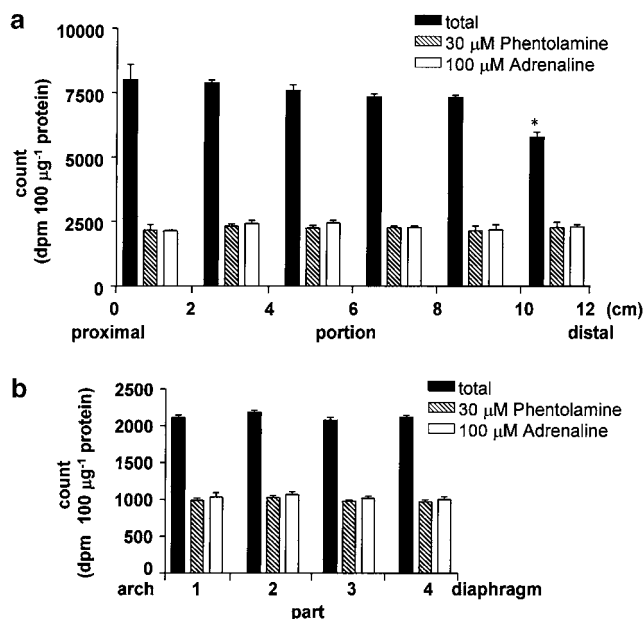 a
total
30 μM Phentolamine
100 μM Adrenaline
10000
7500
5000
2500
0
count
(dpm 100 μg⁻¹ protein)
*
0 2 4 6 8 10 12 (cm)
proximal portion distal
b
total
30 μM Phentolamine
100 μM Adrenaline
2500
2000
1500
1000
500
0
count
(dpm 100 μg⁻¹ protein)
arch 1 2 3 4 diaphragm
part